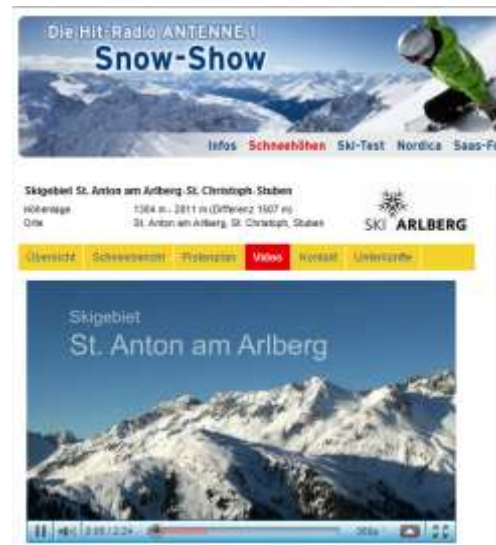 Die Hit-Radio ANTENNE 1
Snow-Show
Infos Schneehöhen Ski-Test Nordica Saas-F
Skigebiet St. Anton am Arlberg-St. Christoph-Stuben
Höhenlage 1304 m - 2811 m (Differenz 1507 m)
Orte St. Anton am Arlberg, St. Christoph, Stuben
SKI ARLBERG
Übersicht Schneebericht Pistenplan Videos Kontakt Unterkünfte
Skigebiet
St. Anton am Arlberg